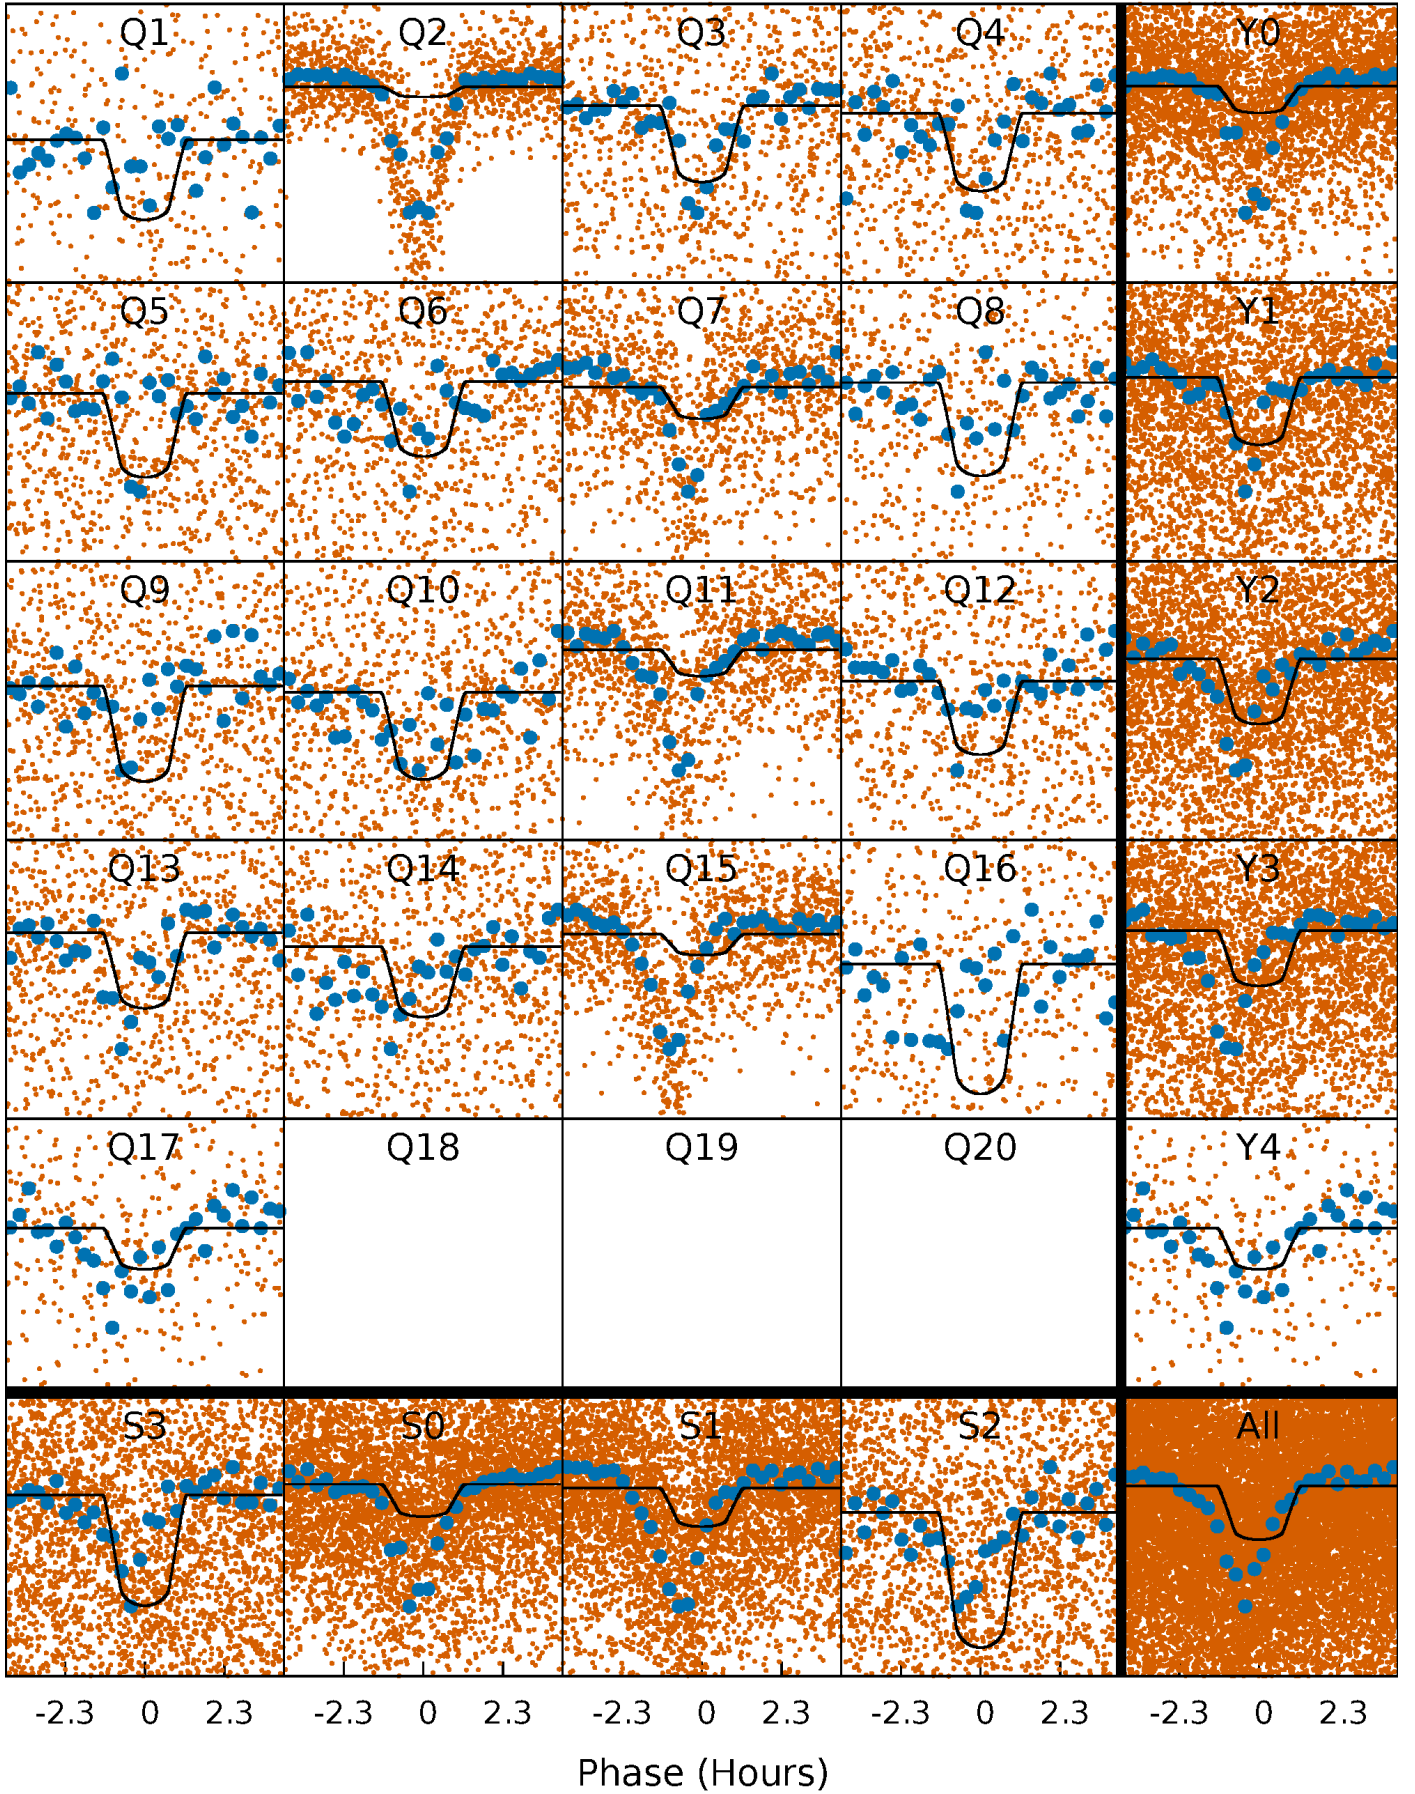 Q1 Q2 Q3 Q4 Y0
Q5 Q6 Q7 Q8 Y1
Q9 Q10 Q11 Q12 Y2
Q13 Q14 Q15 Q16 Y3
Q17 Q18 Q19 Q20 Y4
S3 S0 S1 S2 All
-2.3 0 2.3 -2.3 0 2.3 -2.3 0 2.3 -2.3 0 2.3 -2.3 0 2.3
Phase (Hours)